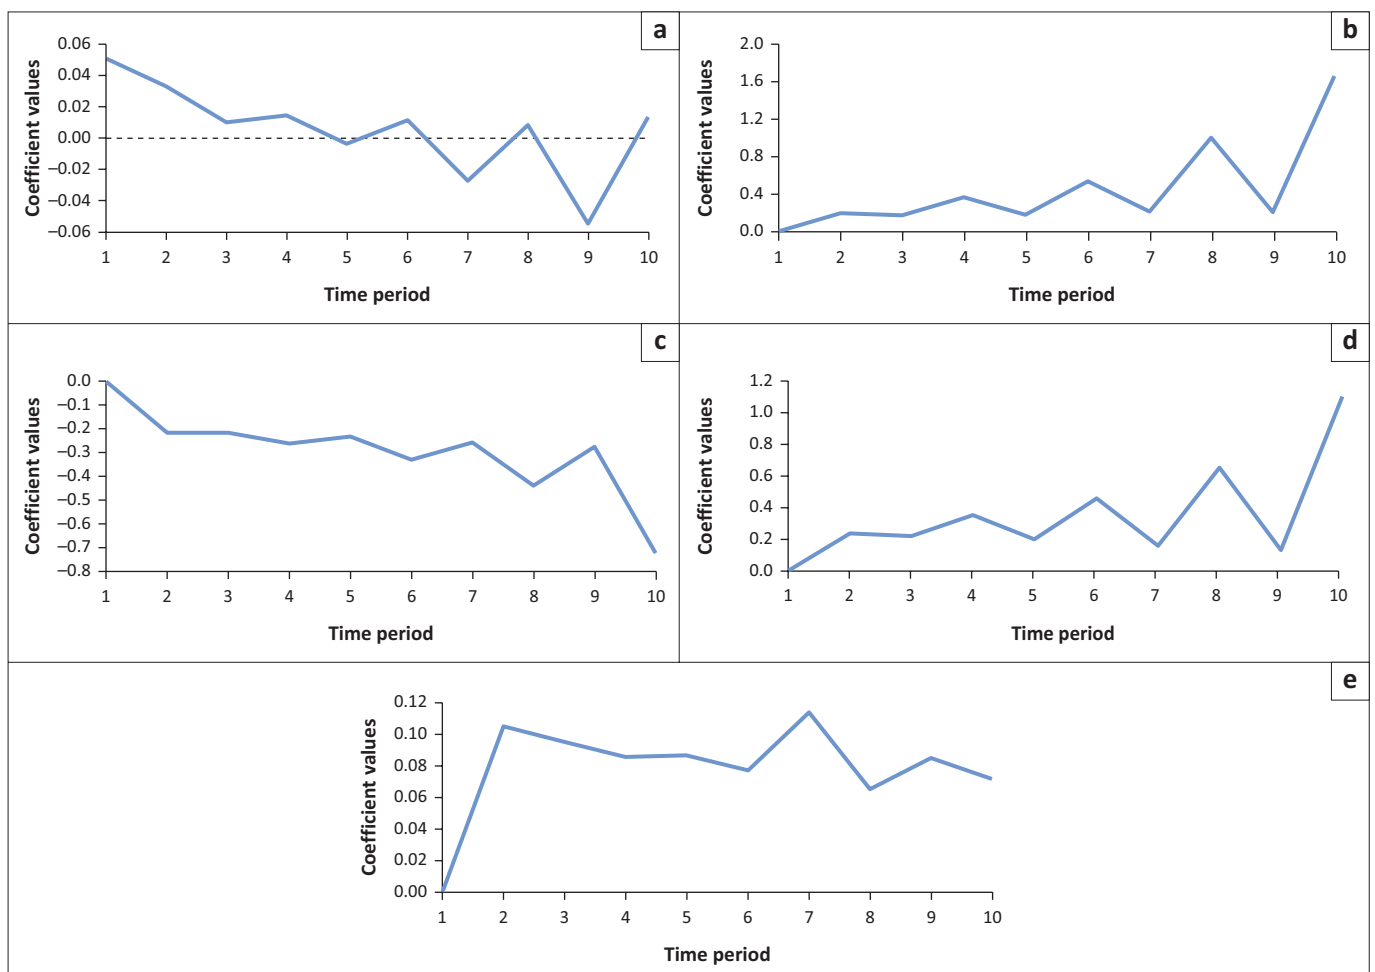 a
Coefficient values
0.06
0.04
0.02
0.00
–0.02
–0.04
–0.06
1 2 3 4 5 6 7 8 9 10
Time period
b
Coefficient values
2.0
1.6
1.2
0.8
0.4
0.0
1 2 3 4 5 6 7 8 9 10
Time period
c
Coefficient values
0.0
–0.1
–0.2
–0.3
–0.4
–0.5
–0.6
–0.7
–0.8
1 2 3 4 5 6 7 8 9 10
Time period
d
Coefficient values
1.2
1.0
0.8
0.6
0.4
0.2
0.0
1 2 3 4 5 6 7 8 9 10
Time period
e
Coefficient values
0.12
0.10
0.08
0.06
0.04
0.02
0.00
1 2 3 4 5 6 7 8 9 10
Time period